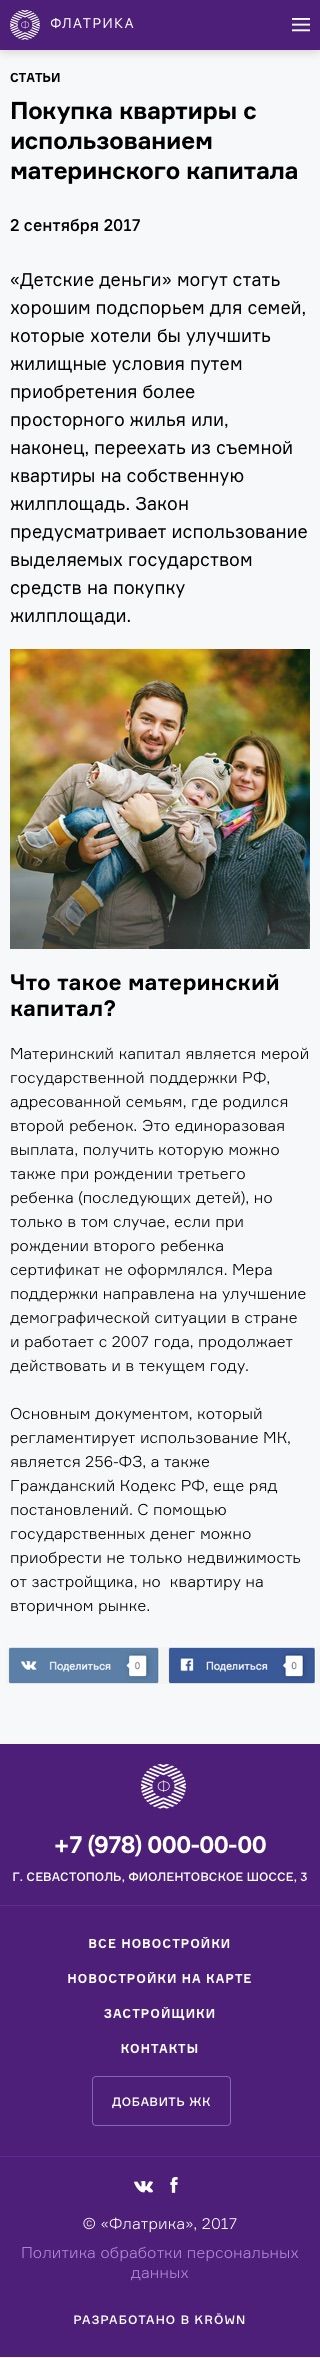 ФЛАТРИКА
СТАТЬИ
Покупка квартиры с
использованием
материнского капитала
2 сентября 2017
«Детские деньги» могут стать
хорошим подспорьем для семей,
которые хотели бы улучшить
жилищные условия путем
приобретения более
просторного жилья или,
наконец, переехать из съемной
квартиры на собственную
жилплощадь. Закон
предусматривает использование
выделяемых государством
средств на покупку
жилплощади.
Что такое материнский
капитал?
Материнский капитал является мерой
государственной поддержки РФ,
адресованной семьям, где родился
второй ребенок. Это единоразовая
выплата, получить которую можно
также при рождении третьего
ребенка (последующих детей), но
только в том случае, если при
рождении второго ребенка
сертификат не оформлялся. Мера
поддержки направлена на улучшение
демографической ситуации в стране
и работает с 2007 года, продолжает
действовать и в текущем году.
Основным документом, который
регламентирует использование МК,
является 256-ФЗ, а также
Гражданский Кодекс РФ, еще ряд
постановлений. С помощью
государственных денег можно
приобрести не только недвижимость
от застройщика, но квартиру на
вторичном рынке.
Поделиться 0 Поделиться 0
Ф
+7 (978) 000-00-00
Г. СЕВАСТОПОЛЬ, ФИОЛЕНТОВСКОЕ ШОССЕ, 3
ВСЕ НОВОСТРОЙКИ
НОВОСТРОЙКИ НА КАРТЕ
ЗАСТРОЙЩИКИ
КОНТАКТЫ
ДОБАВИТЬ ЖК
© «Флатрика», 2017
Политика обработки персональных
данных
РАЗРАБОТАНО В KRŌWN